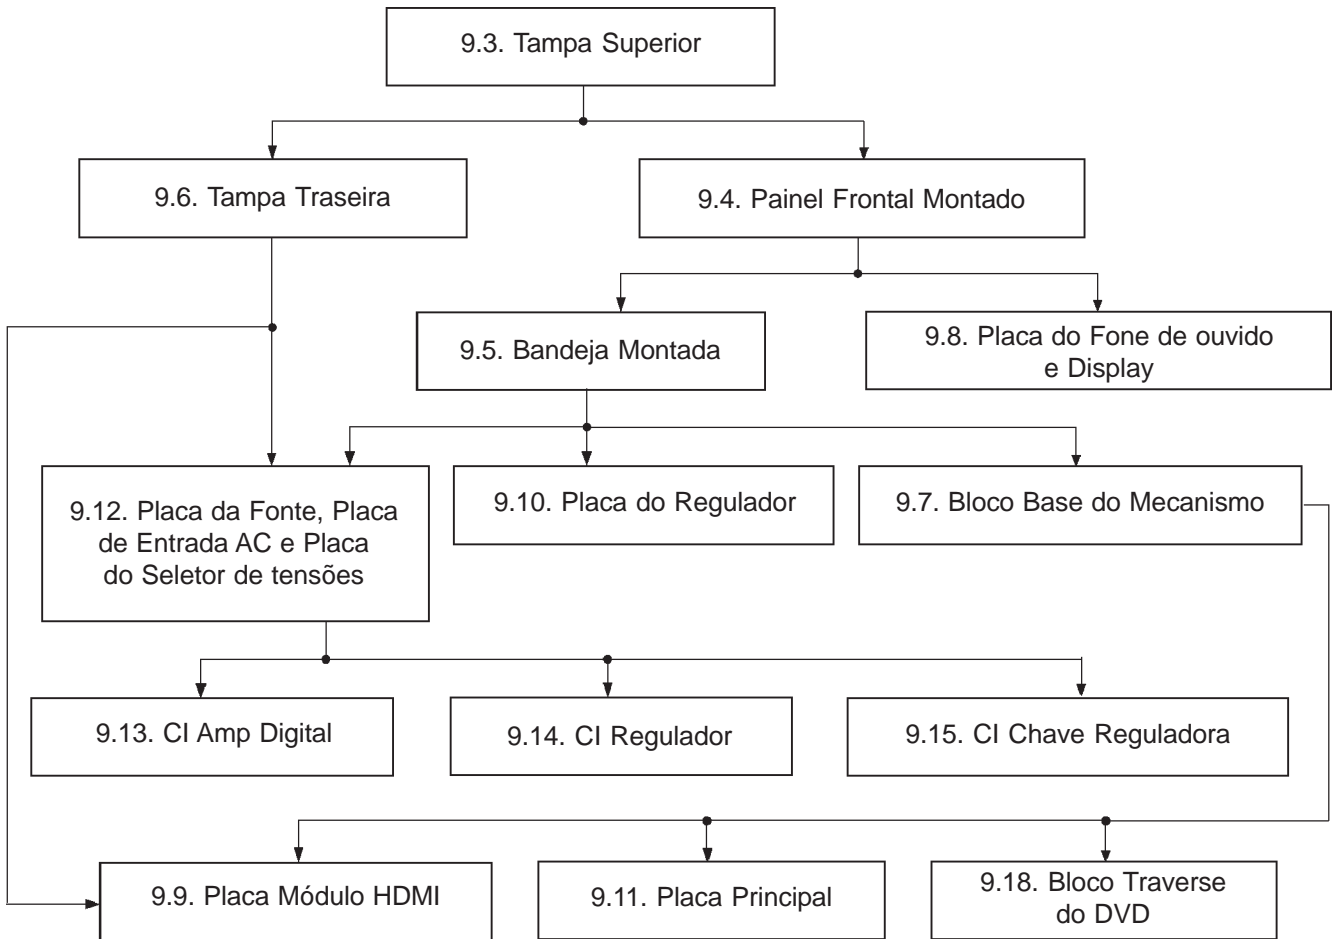 9.3. Tampa Superior
9.6. Tampa Traseira
9.4. Painel Frontal Montado
9.5. Bandeja Montada
9.8. Placa do Fone de ouvido
e Display
9.12. Placa da Fonte, Placa
de Entrada AC e Placa
do Seletor de tensões
9.10. Placa do Regulador
9.7. Bloco Base do Mecanismo
9.13. CI Amp Digital
9.14. CI Regulador
9.15. CI Chave Reguladora
9.9. Placa Módulo HDMI
9.11. Placa Principal
9.18. Bloco Traverse
do DVD